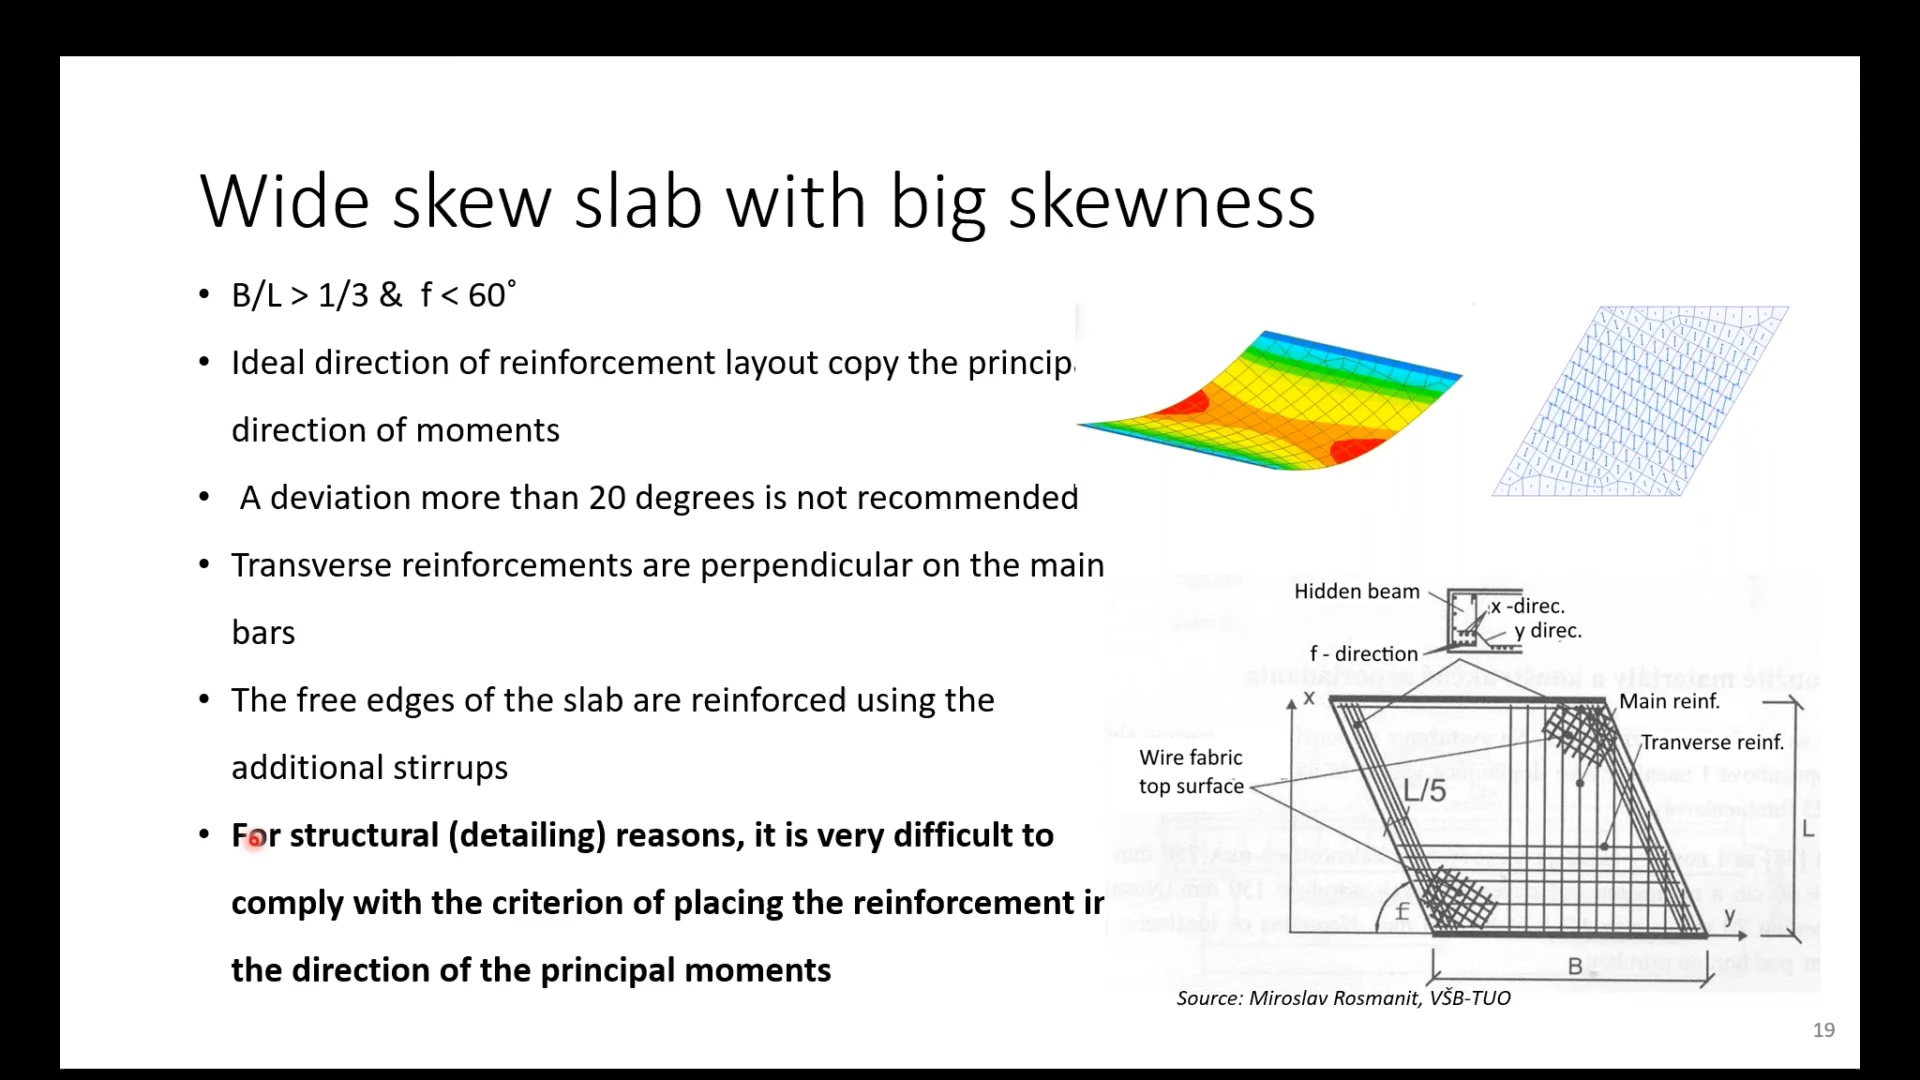 Wide skew slab with big skewness
• B/L > 1/3 & f < 60˚
• Ideal direction of reinforcement layout copy the principa
direction of moments
• A deviation more than 20 degrees is not recommended
• Transverse reinforcements are perpendicular on the main
bars
• The free edges of the slab are reinforced using the
additional stirrups
• For structural (detailing) reasons, it is very difficult to
comply with the criterion of placing the reinforcement in
the direction of the principal moments
Hidden beam
x -direc.
y direc.
f - direction
x
Main reinf.
Tranverse reinf.
Wire fabric
top surface
L/5
L
f
y
B
Source: Miroslav Rosmanit, VŠB-TUO
19